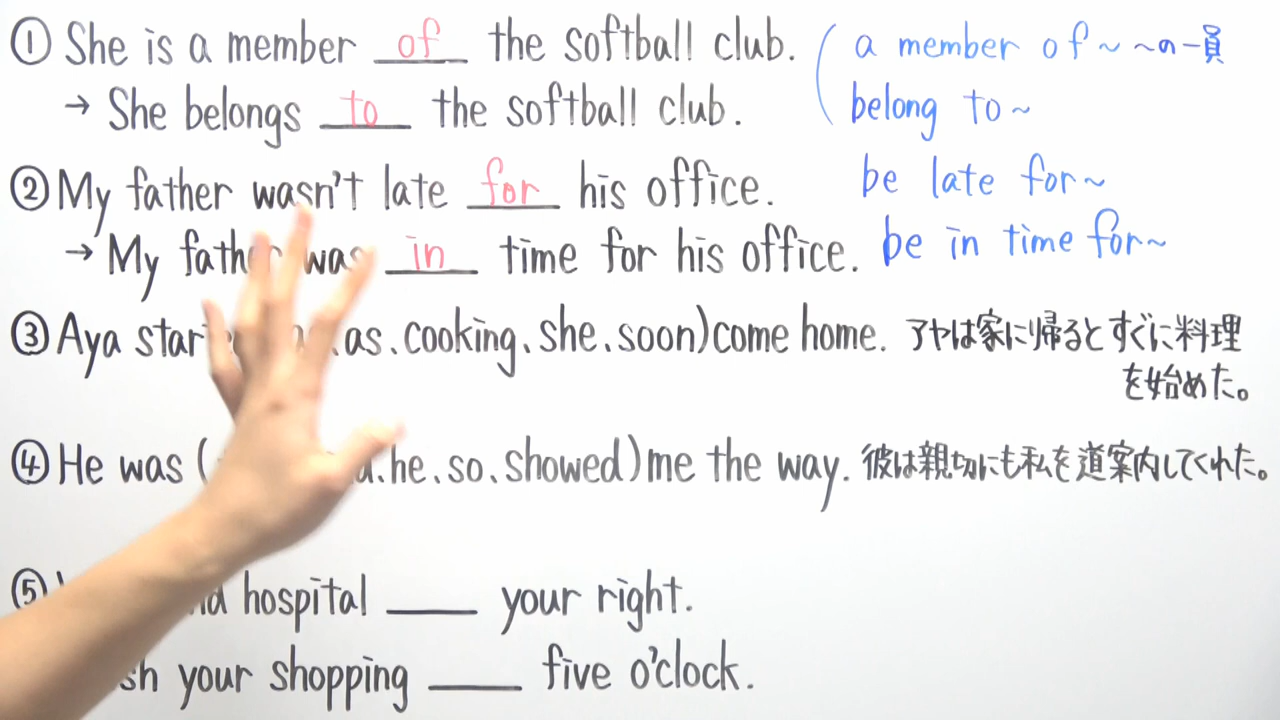 ① She is a member of the softball club. a member of ~ ~の一員
→ She belongs to the softball club. belong to ~
② My father wasn't late for his office. be late for ~
→ My father was in time for his office. be in time for ~
③ Aya as、cooking、she、soon)come home. アヤは家に帰るとすぐに料理
を始めた。
④ He was ( he、so、showed)me the way. 彼は親切にも私を道案内してくれた。
⑤ hospital ____ your right.
your shopping ____ five o'clock.